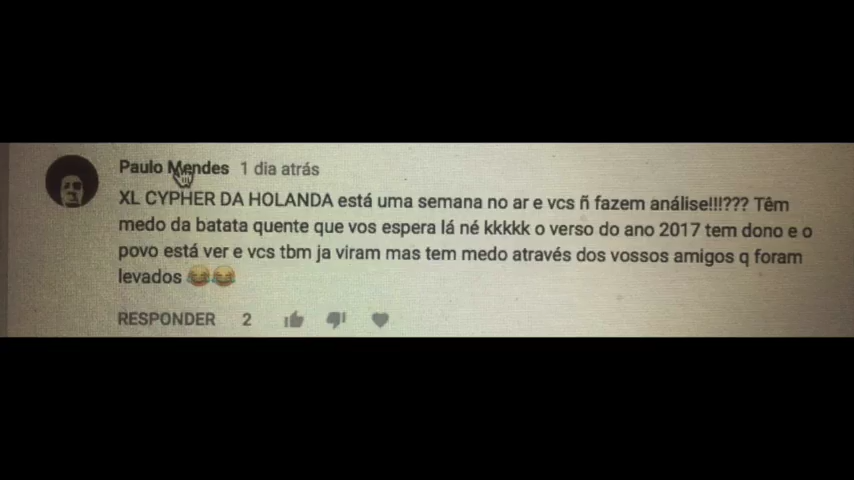 Paulo Mendes 1 dia atrás
XL CYPHER DA HOLANDA está uma semana no ar e vcs ñ fazem análise!!!??? Têm
medo da batata quente que vos espera lá né kkkkk o verso do ano 2017 tem dono e o
povo está ver e vcs tbm ja viram mas tem medo através dos vossos amigos q foram
levados 😂😂
RESPONDER 2